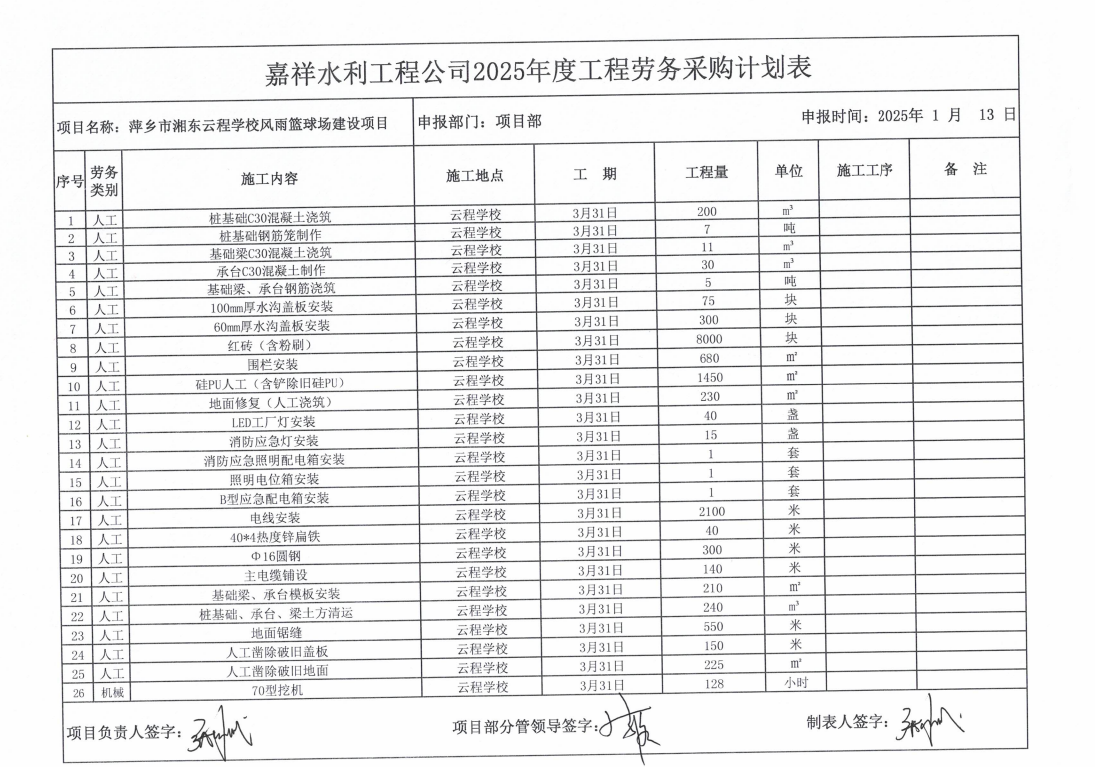 嘉祥水利工程公司2025年度工程劳务采购计划表
项目名称：萍乡市湘东云程学校风雨篮球场建设项目 申报部门：项目部 申报时间：2025年 1 月 13 日
序号 劳务类别 施工内容 施工地点 工 期 工程量 单位 施工工序 备 注
1 人工 桩基础C30混凝土浇筑 云程学校 3月31日 200 m³
2 人工 桩基础钢筋笼制作 云程学校 3月31日 7 吨
3 人工 基础梁C30混凝土浇筑 云程学校 3月31日 11 m³
4 人工 承台C30混凝土制作 云程学校 3月31日 30 m³
5 人工 基础梁、承台钢筋浇筑 云程学校 3月31日 5 吨
6 人工 100mm厚水沟盖板安装 云程学校 3月31日 75 块
7 人工 60mm厚水沟盖板安装 云程学校 3月31日 300 块
8 人工 红砖（含粉刷） 云程学校 3月31日 8000 块
9 人工 围栏安装 云程学校 3月31日 680 m²
10 人工 硅PU人工（含铲除旧硅PU） 云程学校 3月31日 1450 m²
11 人工 地面修复（人工浇筑） 云程学校 3月31日 230 m²
12 人工 LED工厂灯安装 云程学校 3月31日 40 盏
13 人工 消防应急灯安装 云程学校 3月31日 15 盏
14 人工 消防应急照明配电箱安装 云程学校 3月31日 1 套
15 人工 照明电位箱安装 云程学校 3月31日 1 套
16 人工 B型应急配电箱安装 云程学校 3月31日 1 套
17 人工 电线安装 云程学校 3月31日 2100 米
18 人工 40*4热度锌扁铁 云程学校 3月31日 40 米
19 人工 Φ16圆钢 云程学校 3月31日 300 米
20 人工 主电缆铺设 云程学校 3月31日 140 米
21 人工 基础梁、承台模板安装 云程学校 3月31日 210 m²
22 人工 桩基础、承台、梁土方清运 云程学校 3月31日 240 m³
23 人工 地面锯缝 云程学校 3月31日 550 米
24 人工 人工凿除破旧盖板 云程学校 3月31日 150 米
25 人工 人工凿除破旧地面 云程学校 3月31日 225 m²
26 机械 70型挖机 云程学校 3月31日 128 小时
项目负责人签字： 项目部分管领导签字： 制表人签字：